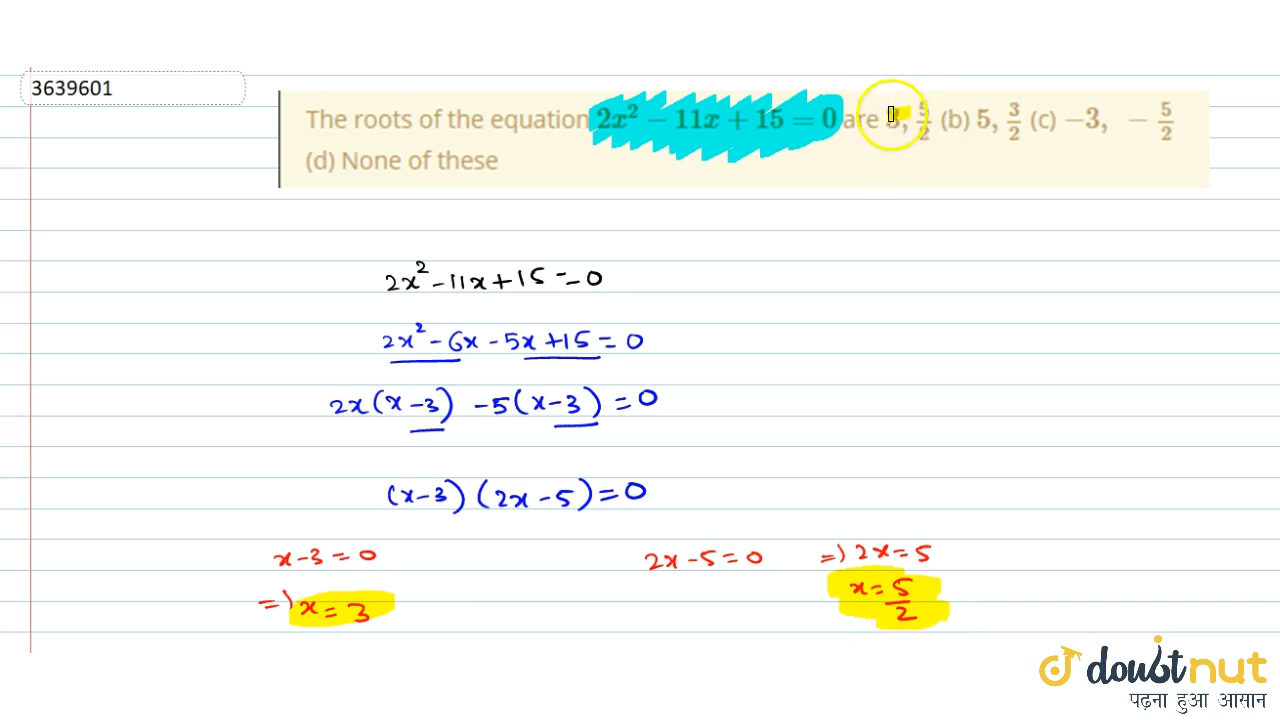 3639601
The roots of the equation 2x² − 11x + 15 = 0 are 3, 5/2 (b) 5, 3/2 (c) −3, − 5/2
(d) None of these
2x² − 11x + 15 = 0
2x² − 6x − 5x + 15 = 0
2x(x − 3) − 5(x − 3) = 0
(x − 3)(2x − 5) = 0
x − 3 = 0 2x − 5 = 0 ⇒ 2x = 5
⇒ x = 3 x = 5/2
doubtnut
पढ़ना हुआ आसान